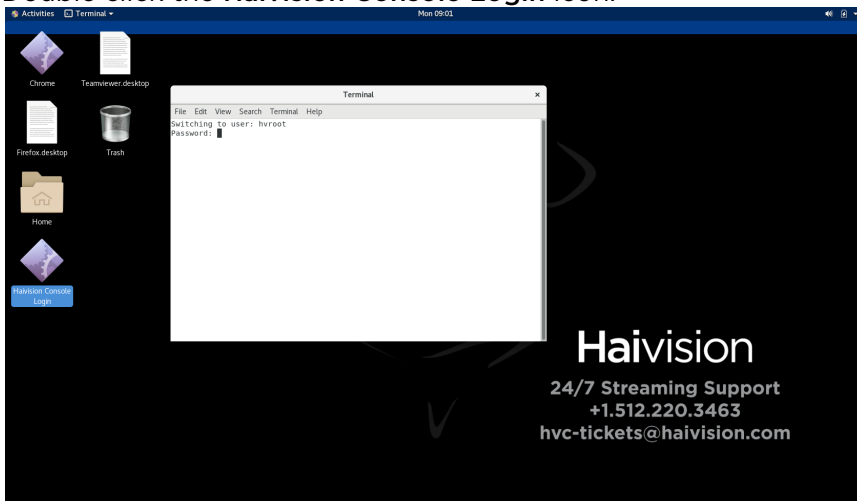 Double-click the Haivision Console Login icon.
Activities Terminal
Mon 09:01
Chrome
Teamviewer.desktop
Firefox.desktop
Trash
Home
Haivision Console
Login
Terminal
File Edit View Search Terminal Help
Switching to user: hvroot
Password:
Haivision
24/7 Streaming Support
+1.512.220.3463
hvc-tickets@haivision.com